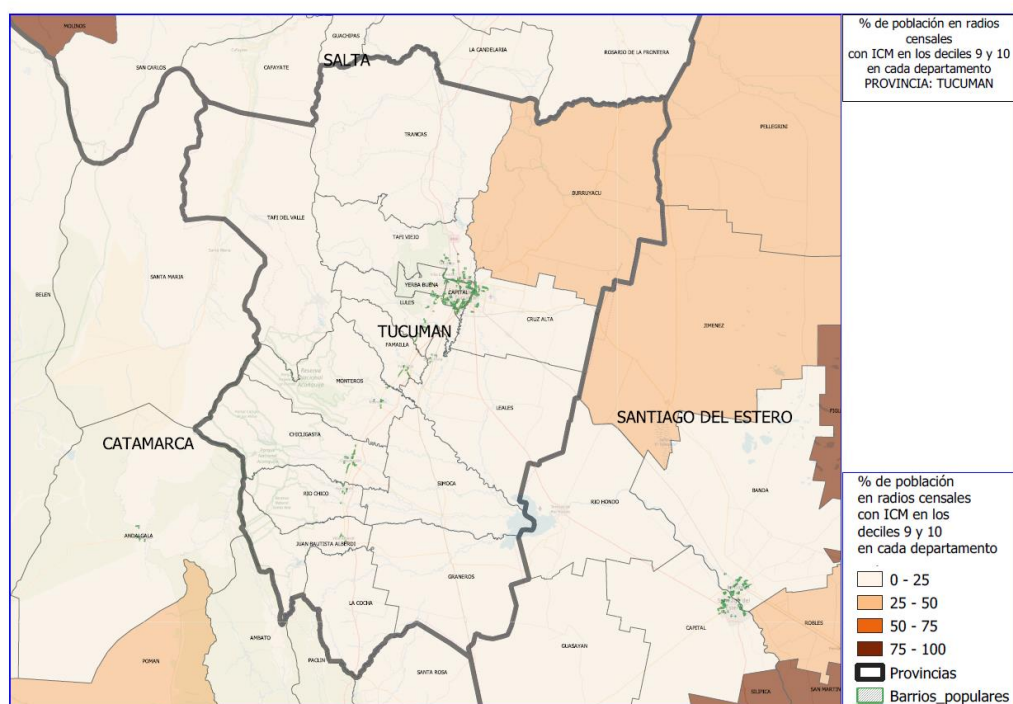 % de población en radios
censales
con ICM en los deciles 9 y 10
en cada departamento
PROVINCIA: TUCUMAN
MOLINOS
SAN CARLOS
CAFAYATE
GUACHIPAS
SALTA
LA CANDELARIA
ROSARIO DE LA FRONTERA
TRANCAS
PELLEGRINI
BURRUYACU
TAFI DEL VALLE
TAFI VIEJO
SANTA MARIA
BELEN
YERBA BUENA
CAPITAL
LULES
CRUZ ALTA
TUCUMAN
FAMAILLA
JIMENEZ
MONTEROS
LEALES
SANTIAGO DEL ESTERO
CATAMARCA
CHICLIGASTA
SIMOCA
RIO CHICO
RIO HONDO
BANDA
ANDALGALA
JUAN BAUTISTA ALBERDI
GRANEROS
LA COCHA
CAPITAL
ROBLES
AMBATO
GUASAYAN
POMAN
PACLIN
SANTA ROSA
SILIPICA
SAN MARTIN
% de población
en radios censales
con ICM en los
deciles 9 y 10
en cada departamento
0 - 25
25 - 50
50 - 75
75 - 100
Provincias
Barrios_populares